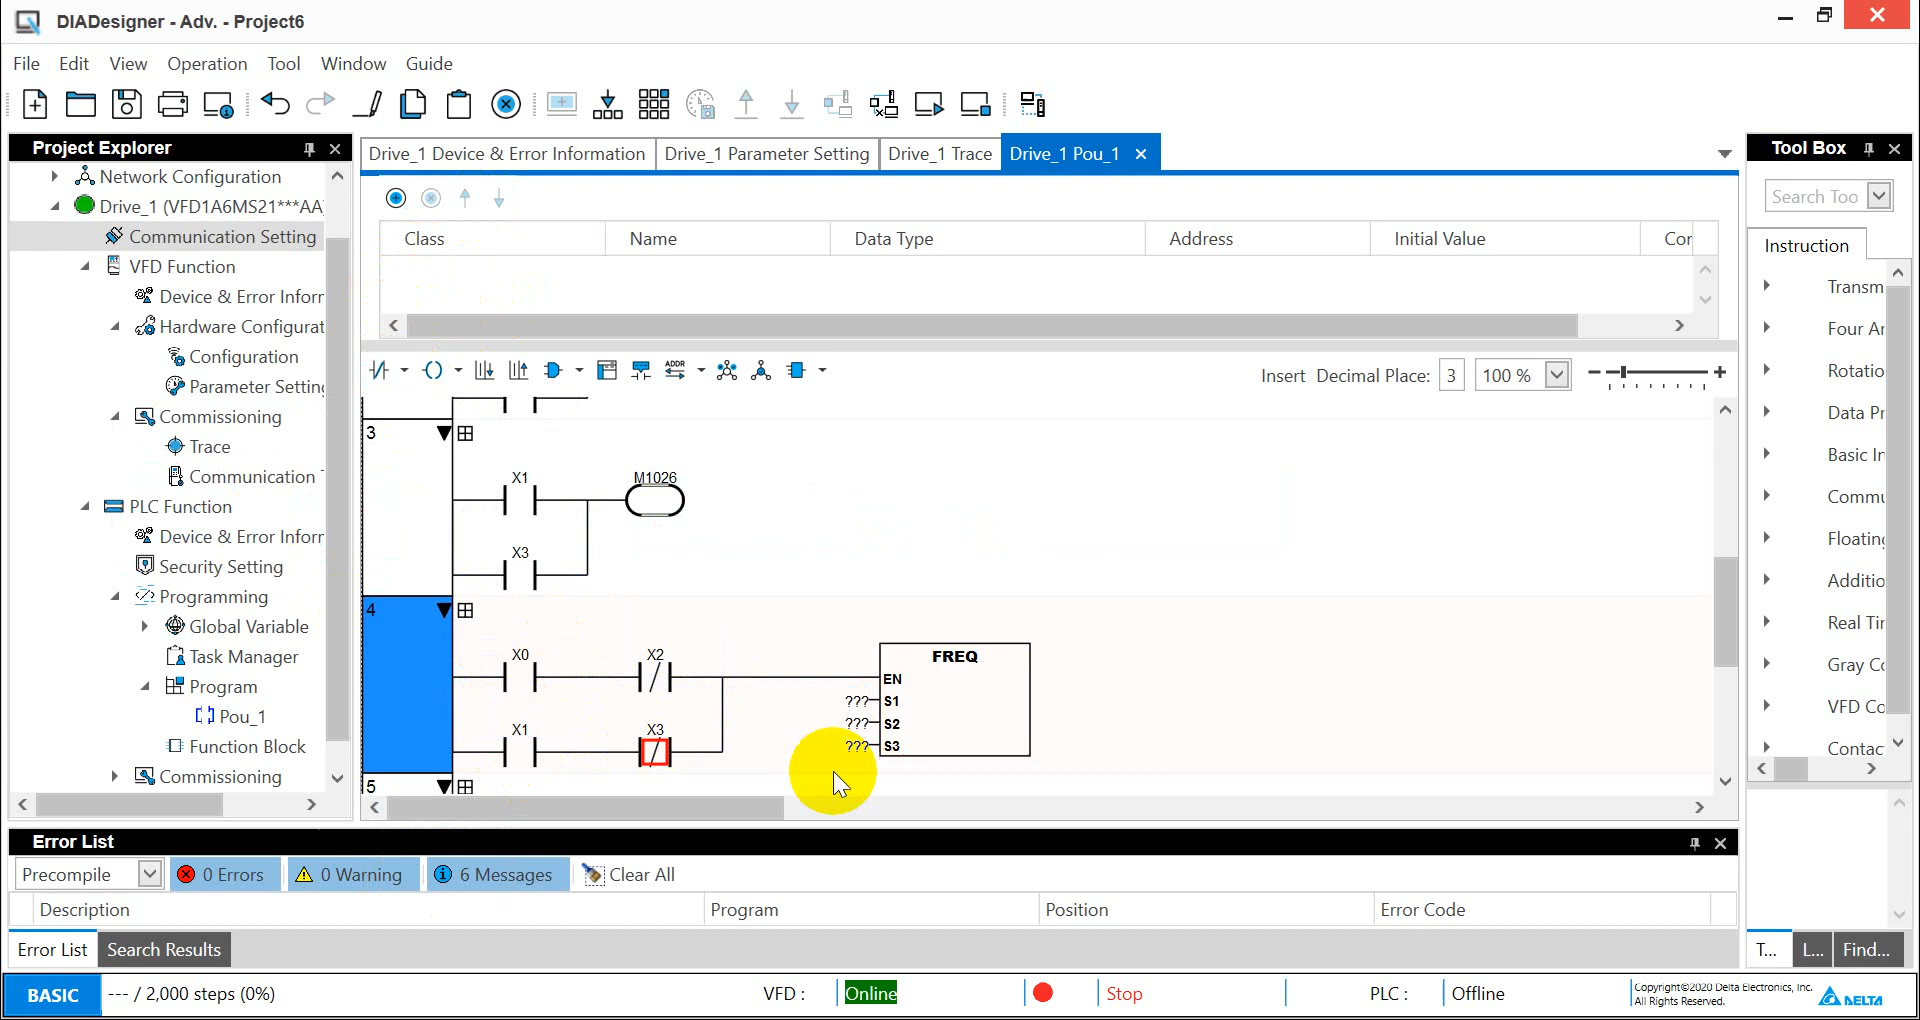 DIADesigner - Adv. - Project6
File Edit View Operation Tool Window Guide
Project Explorer
Network Configuration
Drive_1 (VFD1A6MS21***AA
Communication Setting
VFD Function
Device & Error Inforr
Hardware Configurat
Configuration
Parameter Setting
Commissioning
Trace
Communication
PLC Function
Device & Error Inforr
Security Setting
Programming
Global Variable
Task Manager
Program
Pou_1
Function Block
Commissioning
Drive_1 Device & Error Information Drive_1 Parameter Setting Drive_1 Trace Drive_1 Pou_1
Class Name Data Type Address Initial Value Cor
ADDR
Insert Decimal Place: 3 100 %
3
X1 M1026
X3
4
X0 X2
X1 X3
FREQ
EN
??? S1
??? S2
??? S3
5
Tool Box
Search Too
Instruction
Transm
Four Ar
Rotatio
Data Pr
Basic In
Commu
Floating
Additio
Real Tir
Gray Co
VFD Co
Contac
Error List
Precompile 0 Errors 0 Warning 6 Messages Clear All
Description Program Position Error Code
Error List Search Results
T... L... Find...
BASIC --- / 2,000 steps (0%) VFD : Online Stop PLC : Offline
Copyright©2020 Delta Electronics, Inc.
All Rights Reserved.
DELTA